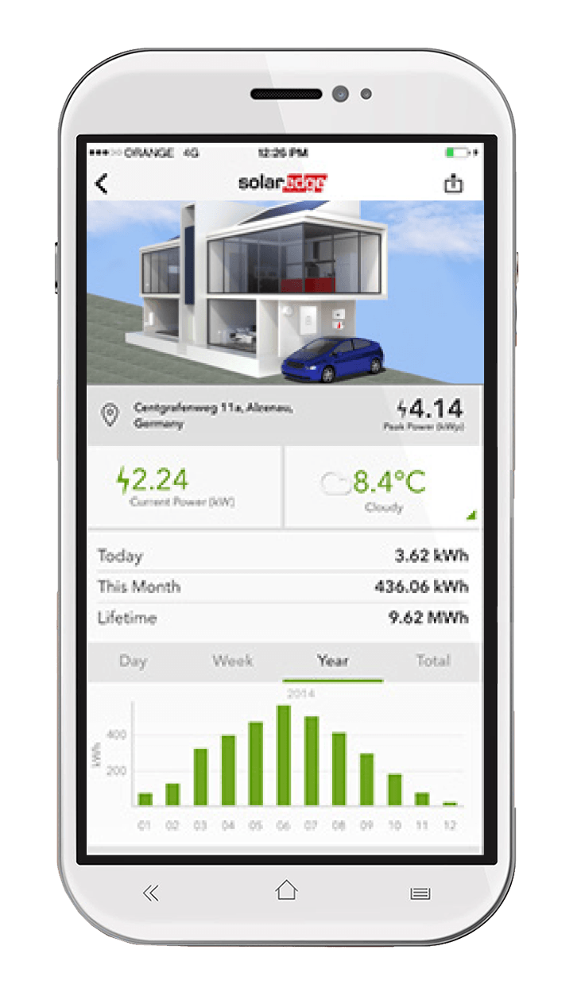 ORANGE 4G 12:26 PM
solaredge
Centgrafenweg 11a, Alzenau,
Germany
4.14
Peak Power (kWp)
2.24
Current Power (kW)
8.4°C
Cloudy
Today 3.62 kWh
This Month 436.06 kWh
Lifetime 9.62 MWh
Day Week Year Total
2014
400
kWh
200
01 02 03 04 05 06 07 08 09 10 11 12